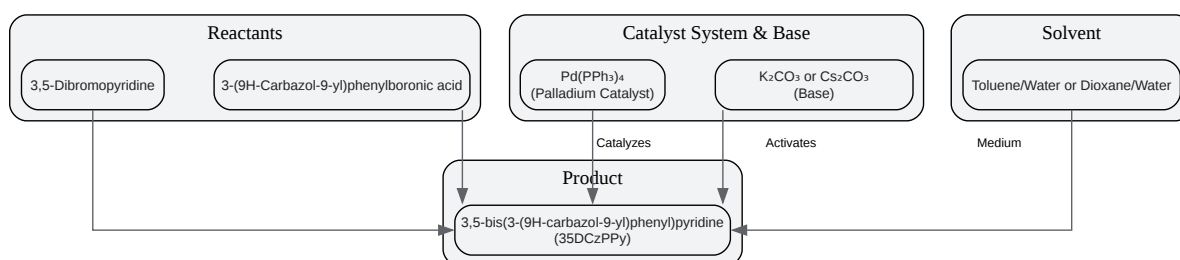 Reactants
3,5-Dibromopyridine
3-(9H-Carbazol-9-yl)phenylboronic acid
Catalyst System & Base
Pd(PPh₃)₄
(Palladium Catalyst)
K₂CO₃ or Cs₂CO₃
(Base)
Solvent
Toluene/Water or Dioxane/Water
Catalyzes
Activates
Medium
Product
3,5-bis(3-(9H-carbazol-9-yl)phenyl)pyridine
(35DCzPPy)